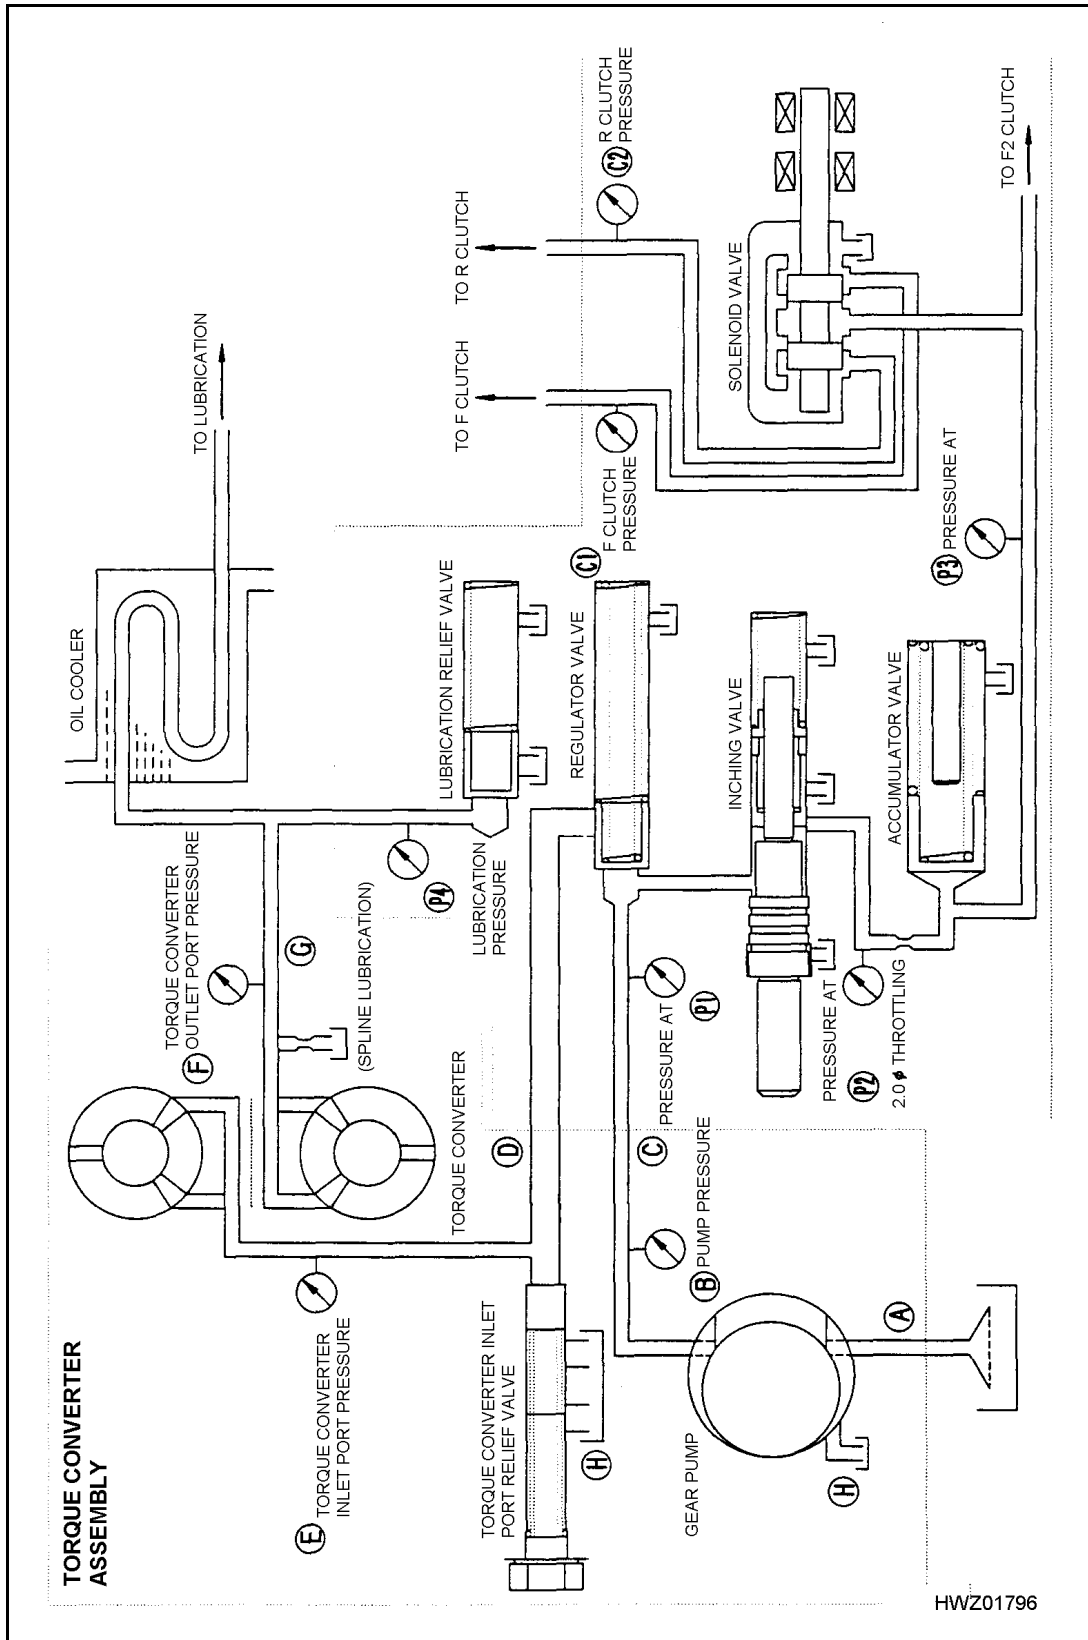 TORQUE CONVERTER
ASSEMBLY
E TORQUE CONVERTER
INLET PORT PRESSURE
F
TORQUE CONVERTER
OUTLET PORT PRESSURE
G
(SPLINE LUBRICATION)
TORQUE CONVERTER
OIL COOLER
TO LUBRICATION
P4
LUBRICATION
PRESSURE
LUBRICATION RELIEF VALVE
TORQUE CONVERTER INLET
PORT RELIEF VALVE
H
D
REGULATOR VALVE
TO F CLUTCH
TO R CLUTCH
C1
F CLUTCH
PRESSURE
C2 R CLUTCH
PRESSURE
GEAR PUMP
B PUMP PRESSURE
C
PRESSURE AT
P1
INCHING VALVE
SOLENOID VALVE
H
A
PRESSURE AT
P2
2.0 ϕ THROTTLING
ACCUMULATOR VALVE
P3 PRESSURE AT
TO F2 CLUTCH
HWZ01796